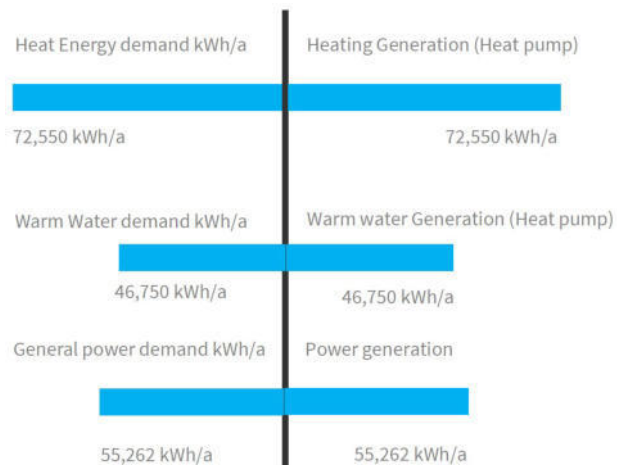 Heat Energy demand kWh/a
Heating Generation (Heat pump)
72,550 kWh/a
72,550 kWh/a
Warm Water demand kWh/a
Warm water Generation (Heat pump)
46,750 kWh/a
46,750 kWh/a
General power demand kWh/a
Power generation
55,262 kWh/a
55,262 kWh/a